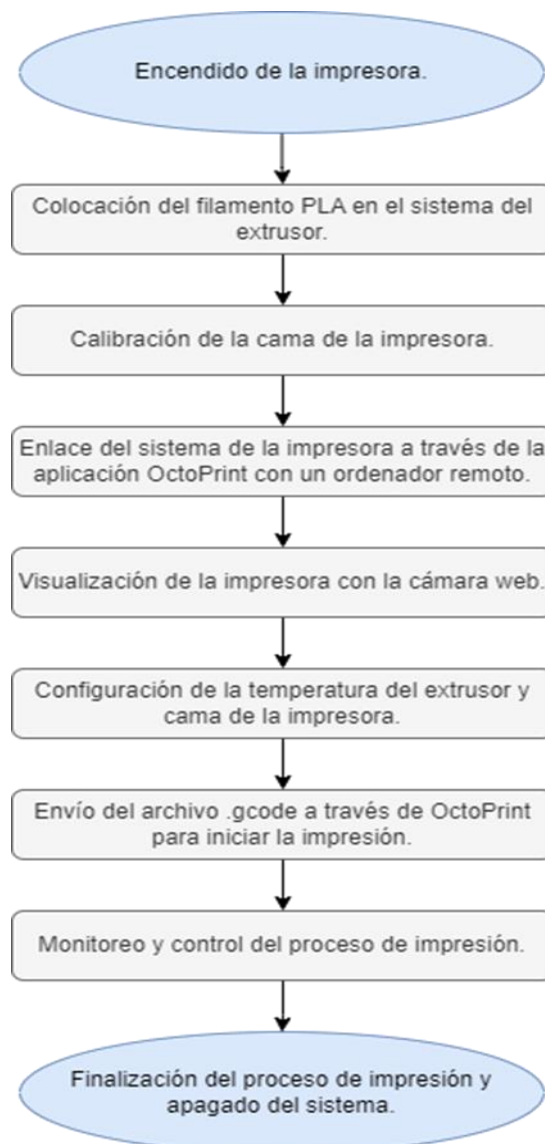 Encendido de la impresora.
Colocación del filamento PLA en el sistema del
extrusor.
Calibración de la cama de la impresora.
Enlace del sistema de la impresora a través de la
aplicación OctoPrint con un ordenador remoto.
Visualización de la impresora con la cámara web.
Configuración de la temperatura del extrusor y
cama de la impresora.
Envío del archivo .gcode a través de OctoPrint
para iniciar la impresión.
Monitoreo y control del proceso de impresión.
Finalización del proceso de impresión y
apagado del sistema.